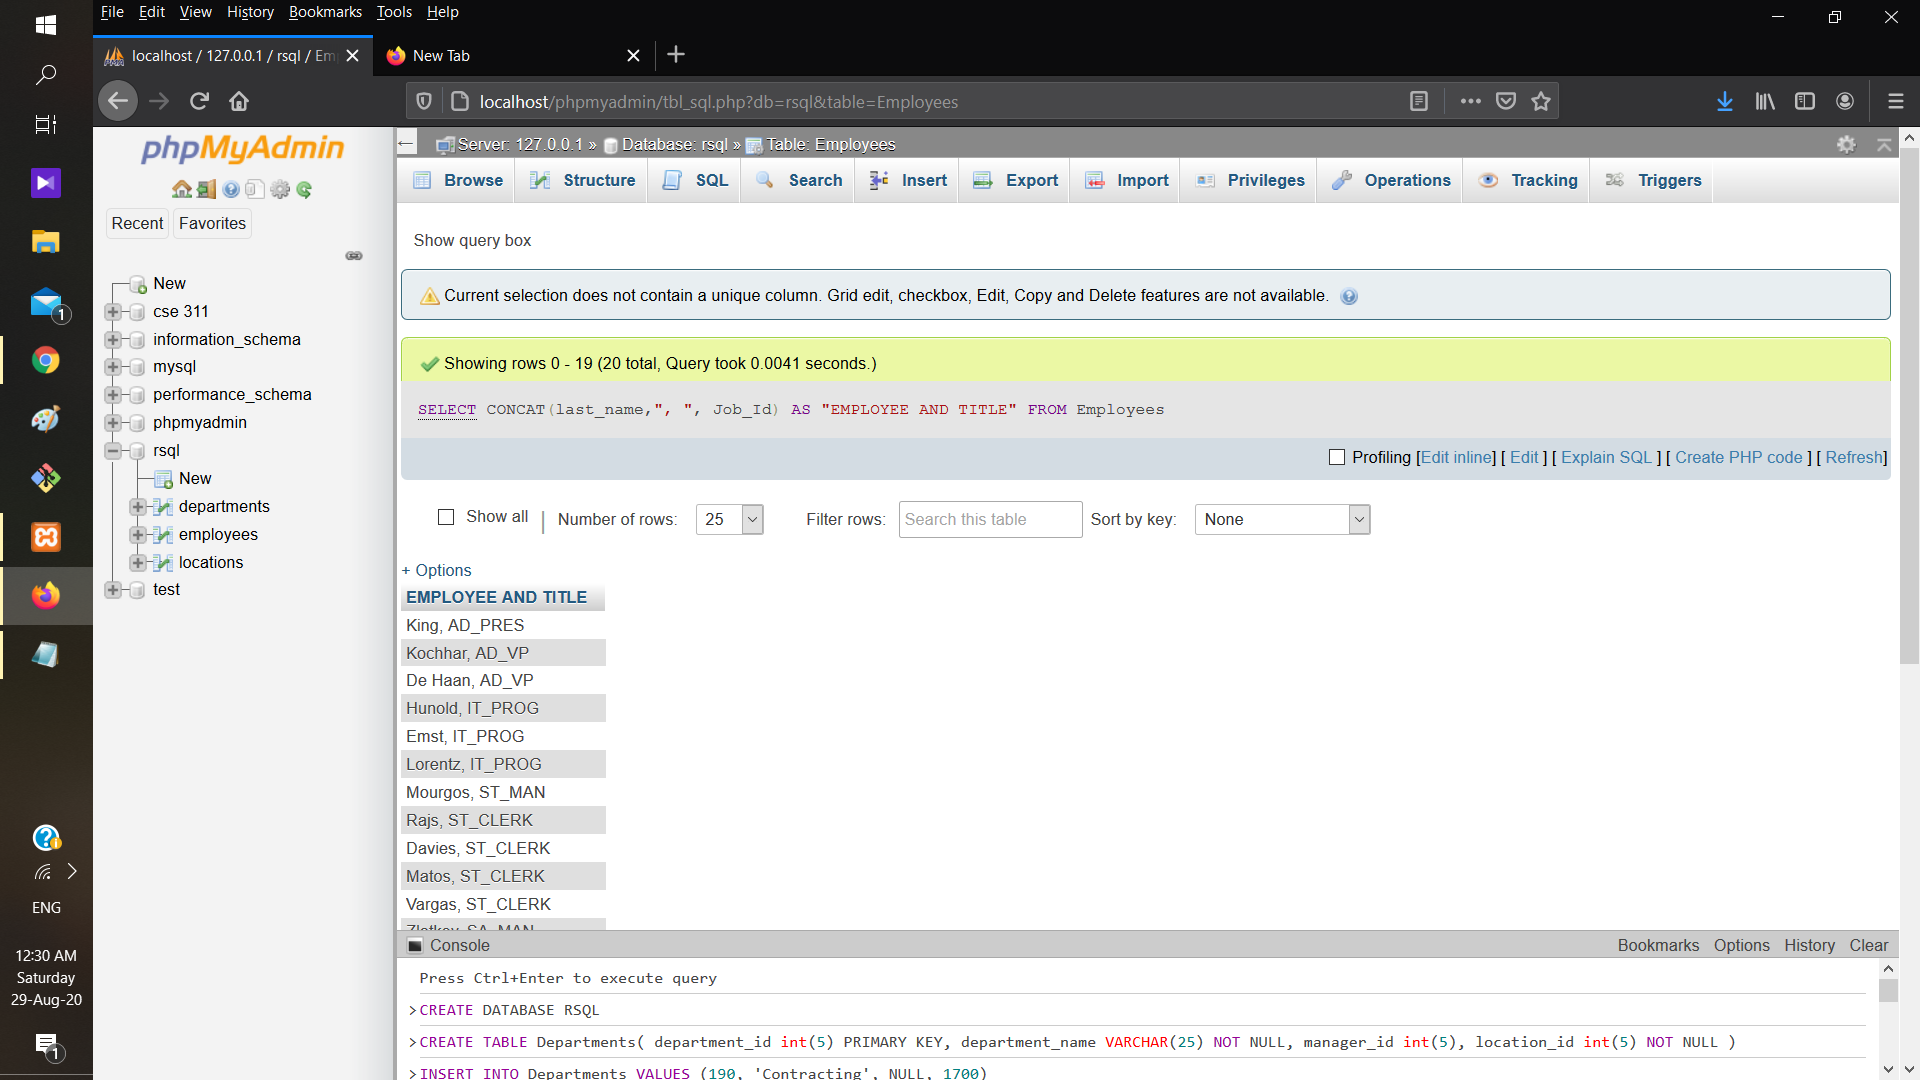 File Edit View History Bookmarks Tools Help
localhost / 127.0.0.1 / rsql / Em
New Tab
localhost/phpmyadmin/tbl_sql.php?db=rsql&table=Employees
phpMyAdmin
Recent Favorites
New
cse 311
information_schema
mysql
performance_schema
phpmyadmin
rsql
New
departments
employees
locations
test
Server: 127.0.0.1 » Database: rsql » Table: Employees
Browse Structure SQL Search Insert Export Import Privileges Operations Tracking Triggers
Show query box
Current selection does not contain a unique column. Grid edit, checkbox, Edit, Copy and Delete features are not available.
Showing rows 0 - 19 (20 total, Query took 0.0041 seconds.)
SELECT CONCAT(last_name,", ", Job_Id) AS "EMPLOYEE AND TITLE" FROM Employees
Profiling [Edit inline] [ Edit ] [ Explain SQL ] [ Create PHP code ] [ Refresh]
Show all | Number of rows: 25 Filter rows: Search this table Sort by key: None
+ Options
EMPLOYEE AND TITLE
King, AD_PRES
Kochhar, AD_VP
De Haan, AD_VP
Hunold, IT_PROG
Ernst, IT_PROG
Lorentz, IT_PROG
Mourgos, ST_MAN
Rajs, ST_CLERK
Davies, ST_CLERK
Matos, ST_CLERK
Vargas, ST_CLERK
Zlotkey, SA_MAN
Console Bookmarks Options History Clear
Press Ctrl+Enter to execute query
>CREATE DATABASE RSQL
>CREATE TABLE Departments( department_id int(5) PRIMARY KEY, department_name VARCHAR(25) NOT NULL, manager_id int(5), location_id int(5) NOT NULL )
>INSERT INTO Departments VALUES (190, 'Contracting', NULL, 1700)
1
ENG
12:30 AM
Saturday
29-Aug-20
1